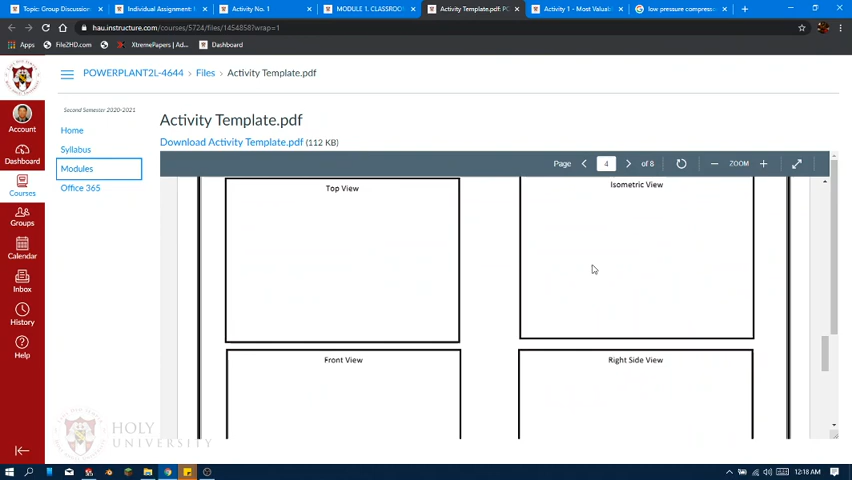 Topic: Group Discussion
Individual Assignment:
Activity No. 1
MODULE 1. CLASSROO
Activity Template.pdf: PO
Activity 1 - Most Valuabl
low pressure compresso
hau.instructure.com/courses/5724/files/1454858?wrap=1
Apps
File2HD.com
XtremePapers | Ad...
Dashboard
POWERPLANT2L-4644 › Files › Activity Template.pdf
Second Semester 2020-2021
Account
Dashboard
Courses
Groups
Calendar
Inbox
History
Help
Home
Syllabus
Modules
Office 365
Activity Template.pdf
Download Activity Template.pdf (112 KB)
Page 4 of 8 ZOOM
Top View
Isometric View
Front View
Right Side View
HOLY
UNIVERSITY
12:18 AM